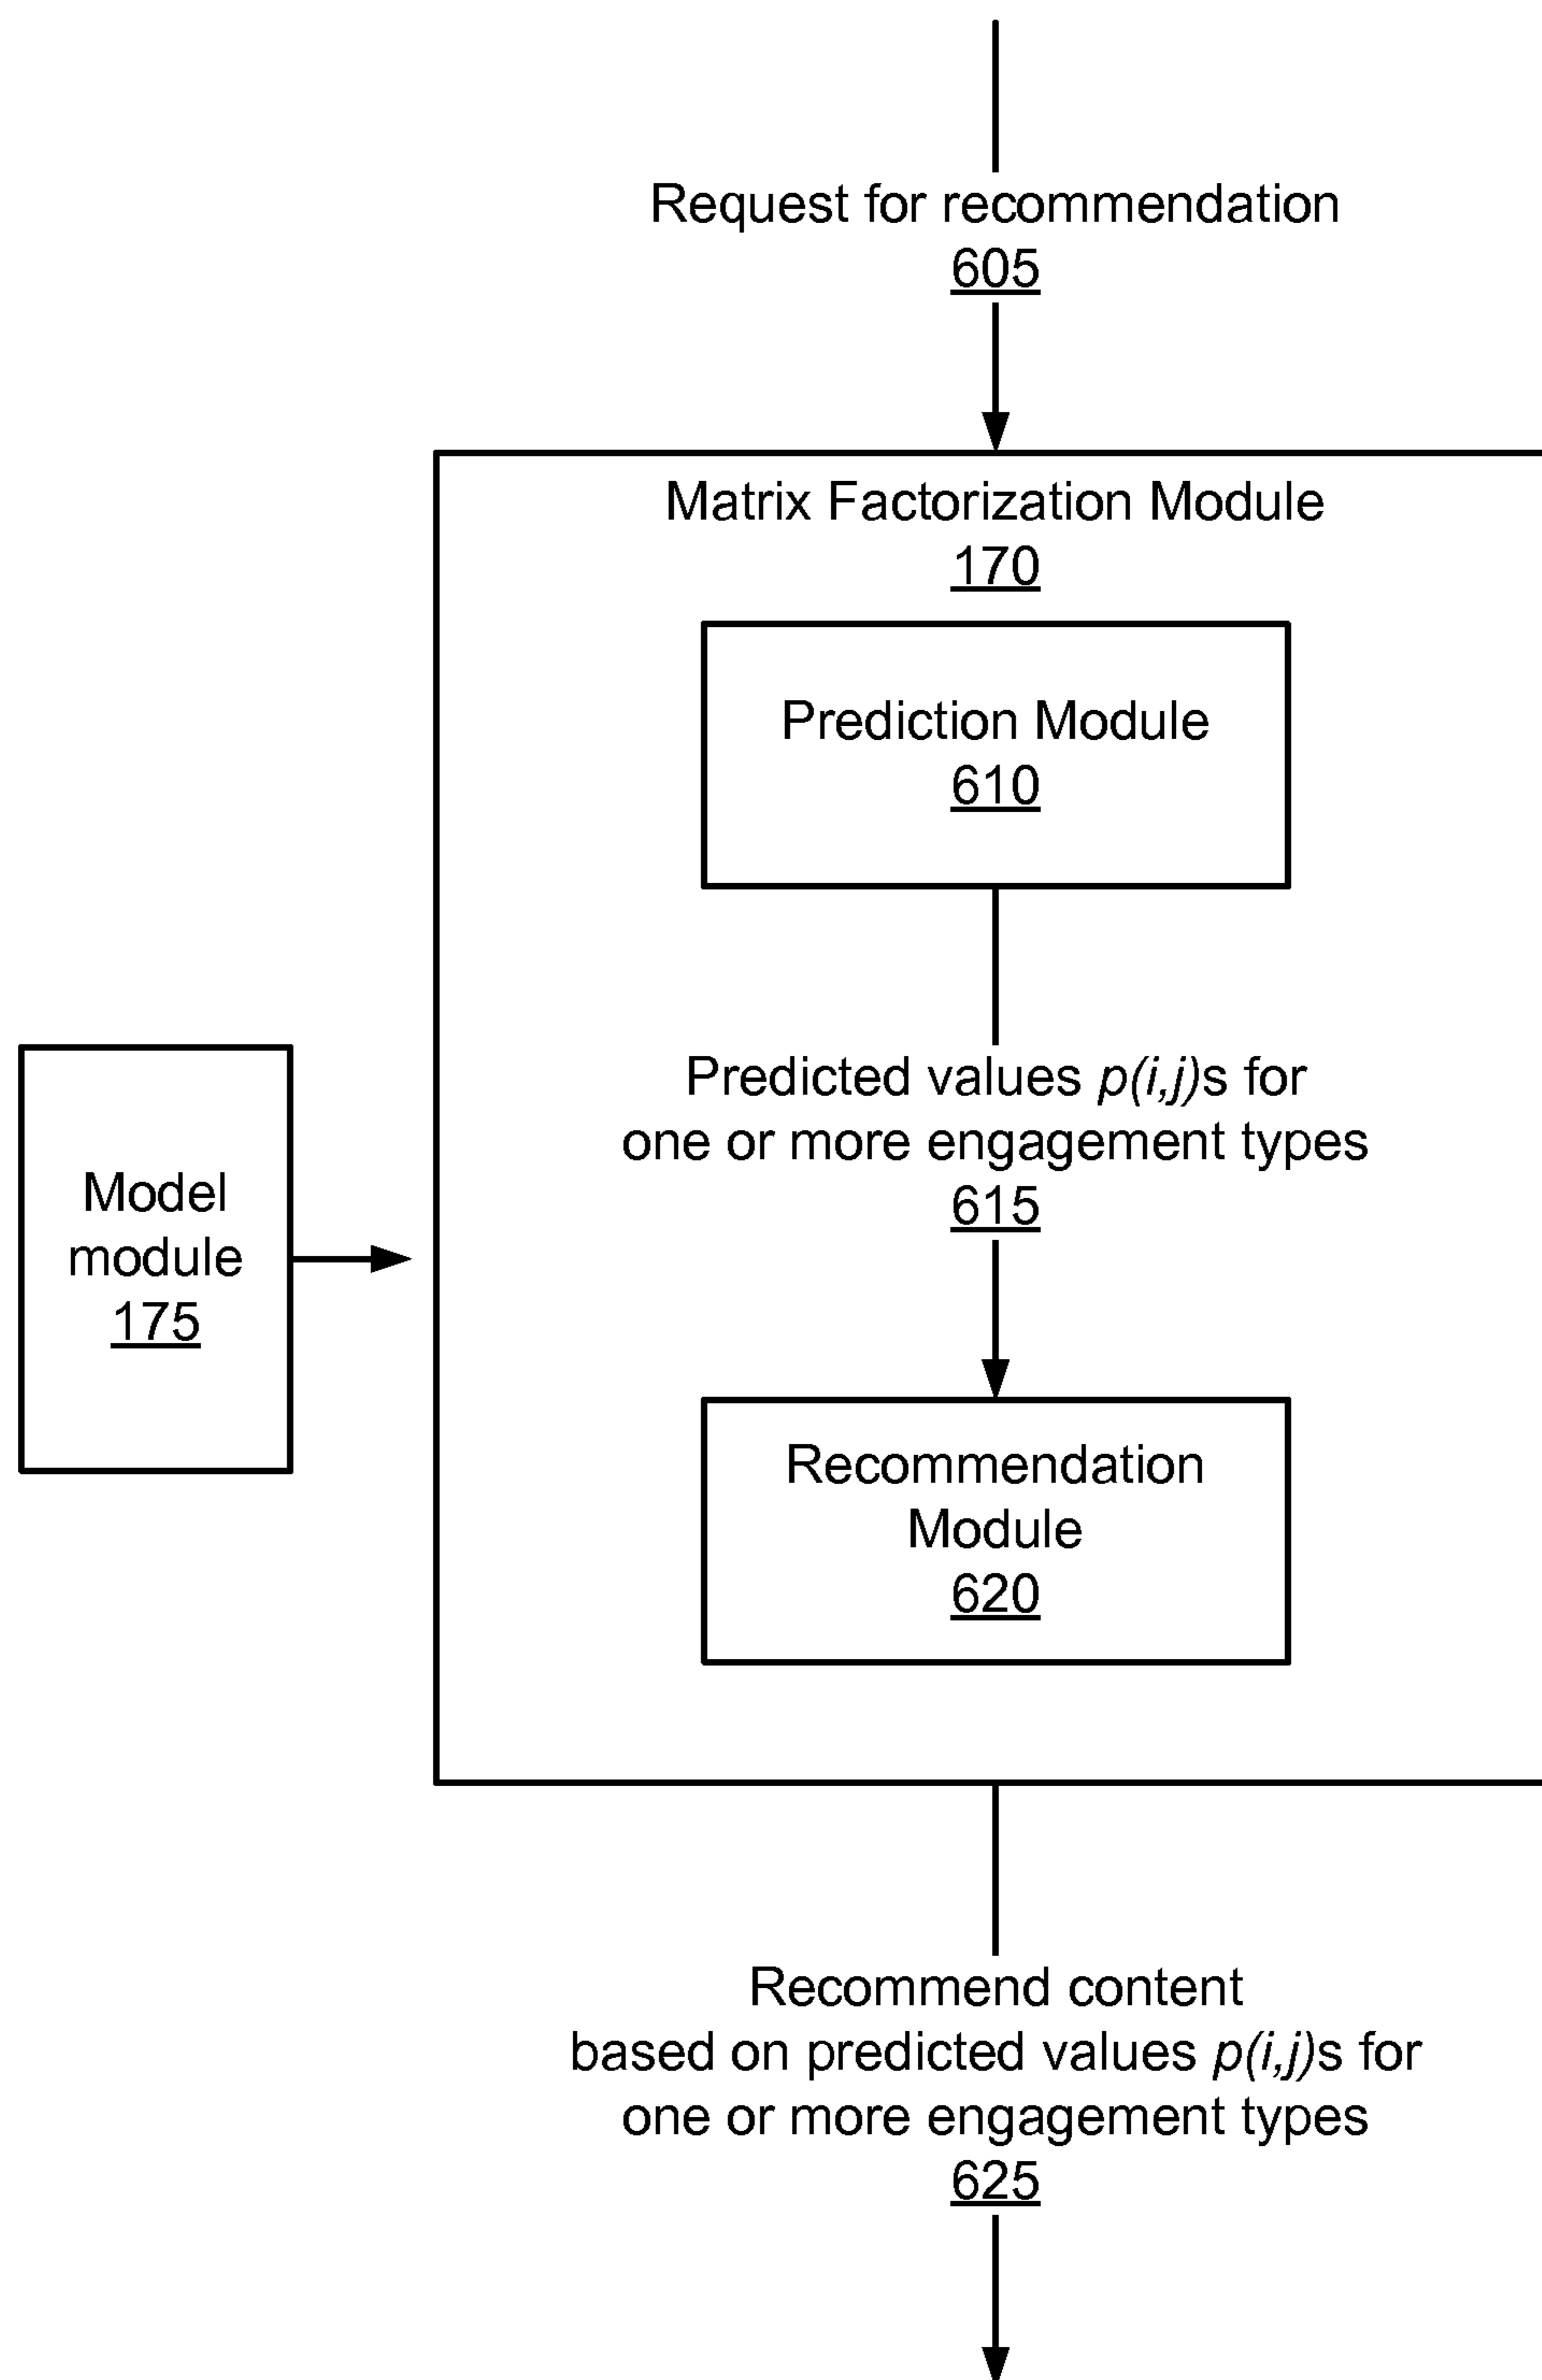 Request for recommendation
605
Matrix Factorization Module
170
Prediction Module
610
Predicted values p(i,j)s for
one or more engagement types
615
Model
module
175
Recommendation
Module
620
Recommend content
based on predicted values p(i,j)s for
one or more engagement types
625